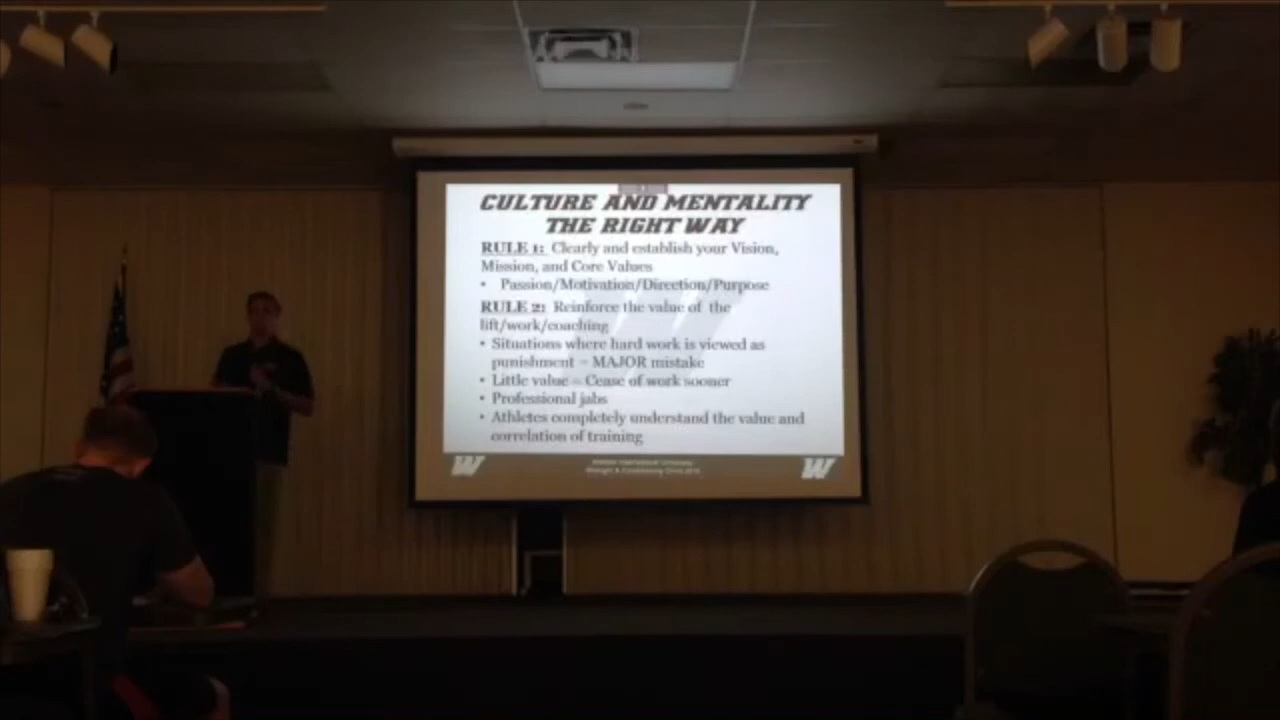 CULTURE AND MENTALITY
THE RIGHT WAY
RULE 1: Clearly and establish your Vision,
Mission, and Core Values
• Passion/Motivation/Direction/Purpose
RULE 2: Reinforce the value of the
lift/work/coaching
• Situations where hard work is viewed as
punishment = MAJOR mistake
• Little value = Cease of work sooner
• Professional jabs
• Athletes completely understand the value and
correlation of training
W
W